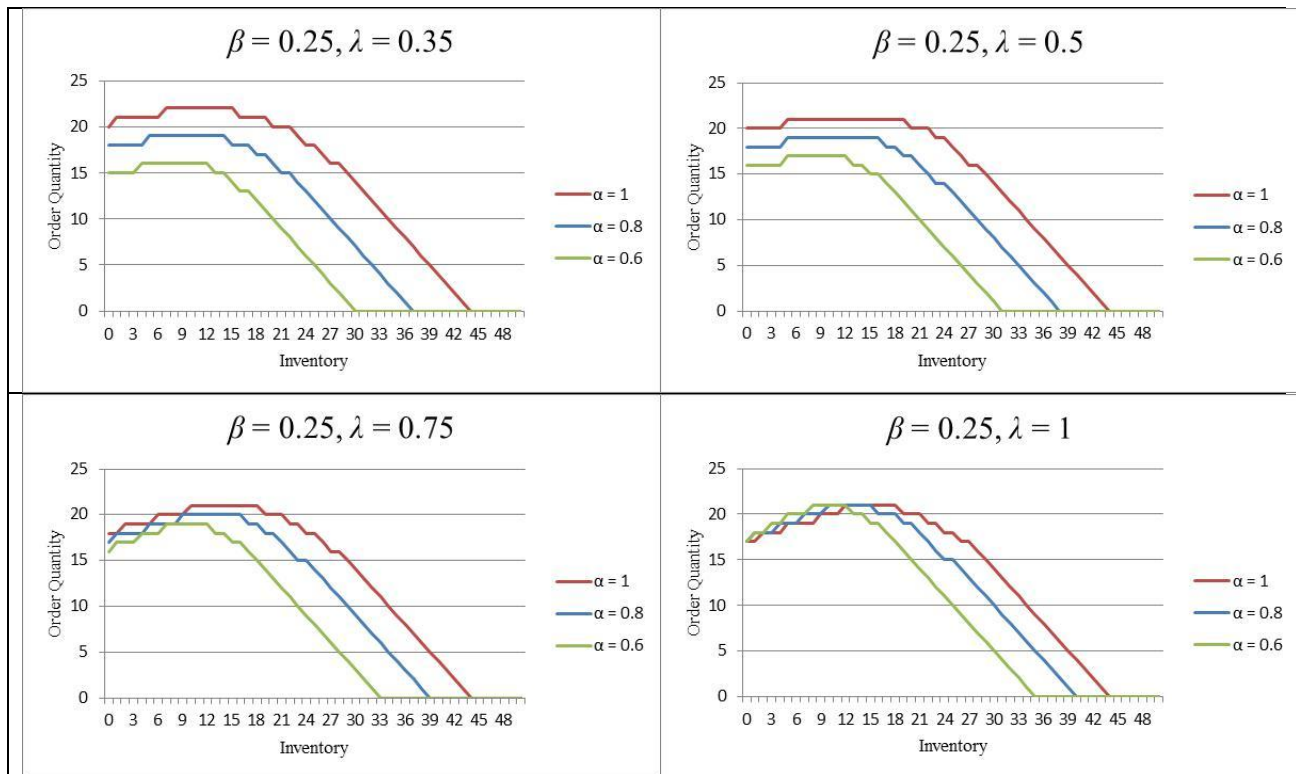 β = 0.25, λ = 0.35
25
20
15
10
5
0
Order Quantity
0 3 6 9 12 15 18 21 24 27 30 33 36 39 42 45 48
Inventory
α = 1
α = 0.8
α = 0.6
β = 0.25, λ = 0.5
25
20
15
10
5
0
Order Quantity
0 3 6 9 12 15 18 21 24 27 30 33 36 39 42 45 48
Inventory
α = 1
α = 0.8
α = 0.6
β = 0.25, λ = 0.75
25
20
15
10
5
0
Order Quantity
0 3 6 9 12 15 18 21 24 27 30 33 36 39 42 45 48
Inventory
α = 1
α = 0.8
α = 0.6
β = 0.25, λ = 1
25
20
15
10
5
0
Order Quantity
0 3 6 9 12 15 18 21 24 27 30 33 36 39 42 45 48
Inventory
α = 1
α = 0.8
α = 0.6